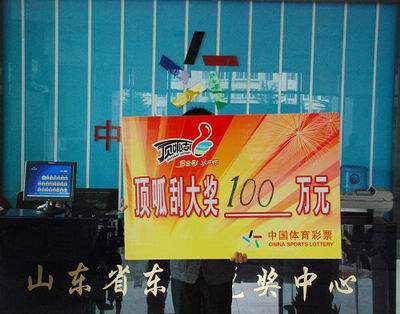 中
顶呱刮
顶呱刮大奖 100 万元
中国体育彩票
CHINA SPORTS LOTTERY
山东省东 兑奖中心